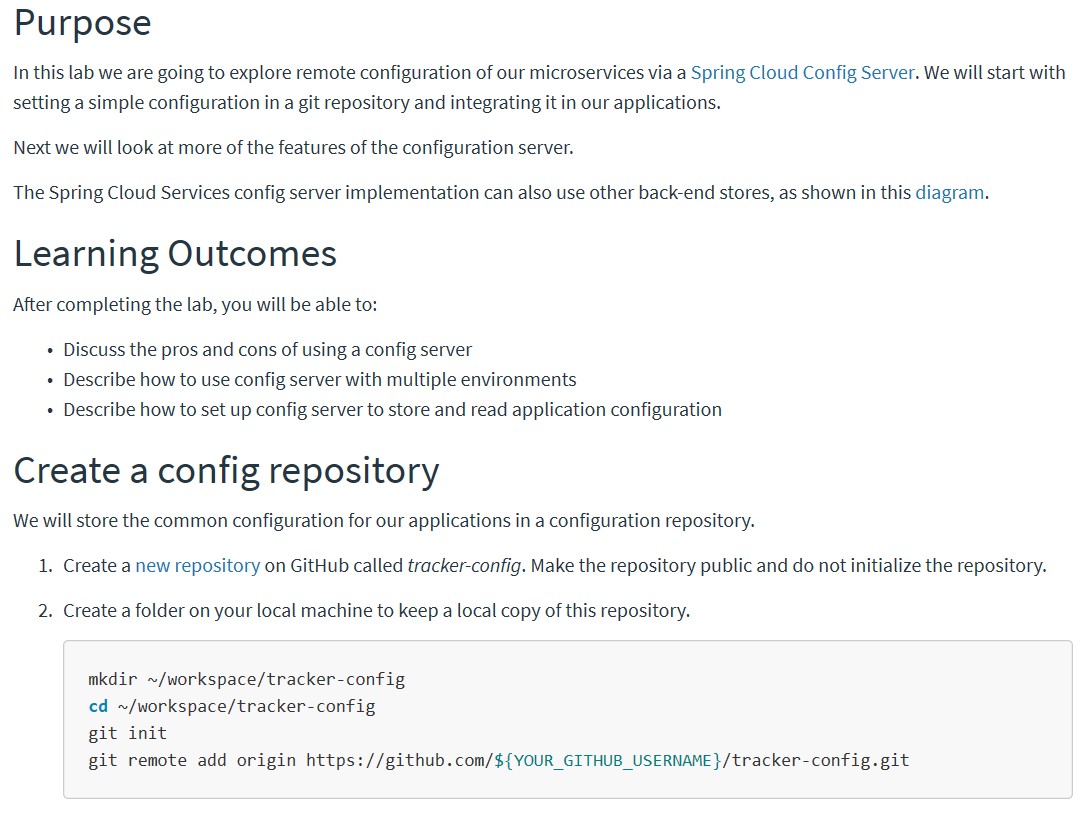 Purpose
In this lab we are going to explore remote configuration of our microservices via a Spring Cloud Config Server. We will start with
setting a simple configuration in a git repository and integrating it in our applications.
Next we will look at more of the features of the configuration server.
The Spring Cloud Services config server implementation can also use other back-end stores, as shown in this diagram.
Learning Outcomes
After completing the lab, you will be able to:
• Discuss the pros and cons of using a config server
• Describe how to use config server with multiple environments
• Describe how to set up config server to store and read application configuration
Create a config repository
We will store the common configuration for our applications in a configuration repository.
1. Create a new repository on GitHub called tracker-config. Make the repository public and do not initialize the repository.
2. Create a folder on your local machine to keep a local copy of this repository.
mkdir ~/workspace/tracker-config
cd ~/workspace/tracker-config
git init
git remote add origin https://github.com/${YOUR_GITHUB_USERNAME}/tracker-config.git